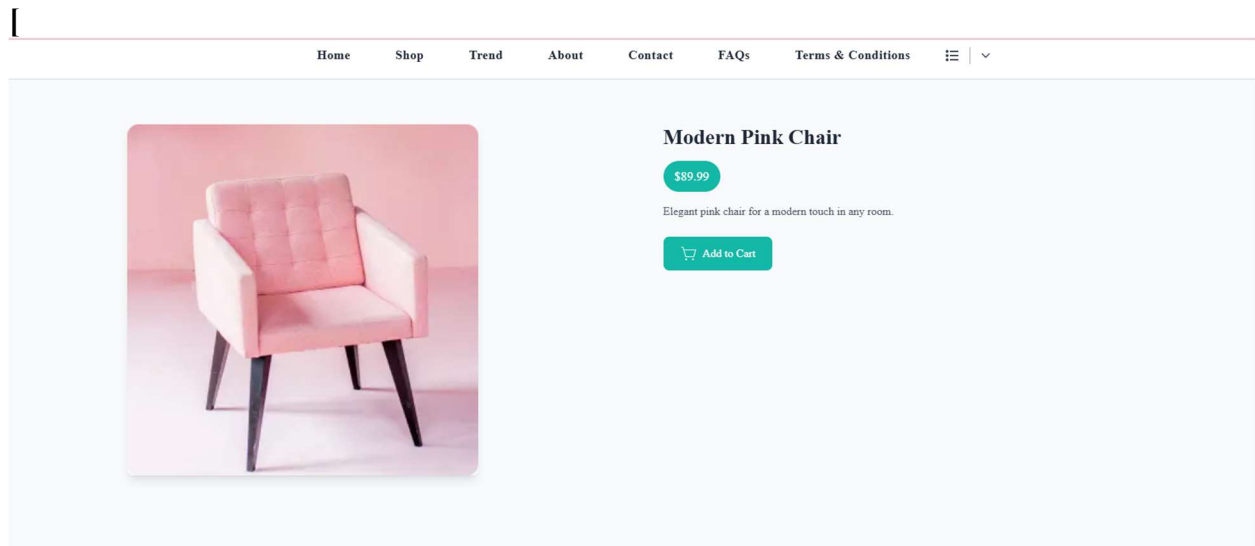 [
Home Shop Trend About Contact FAQs Terms & Conditions
Modern Pink Chair
$89.99
Elegant pink chair for a modern touch in any room.
Add to Cart